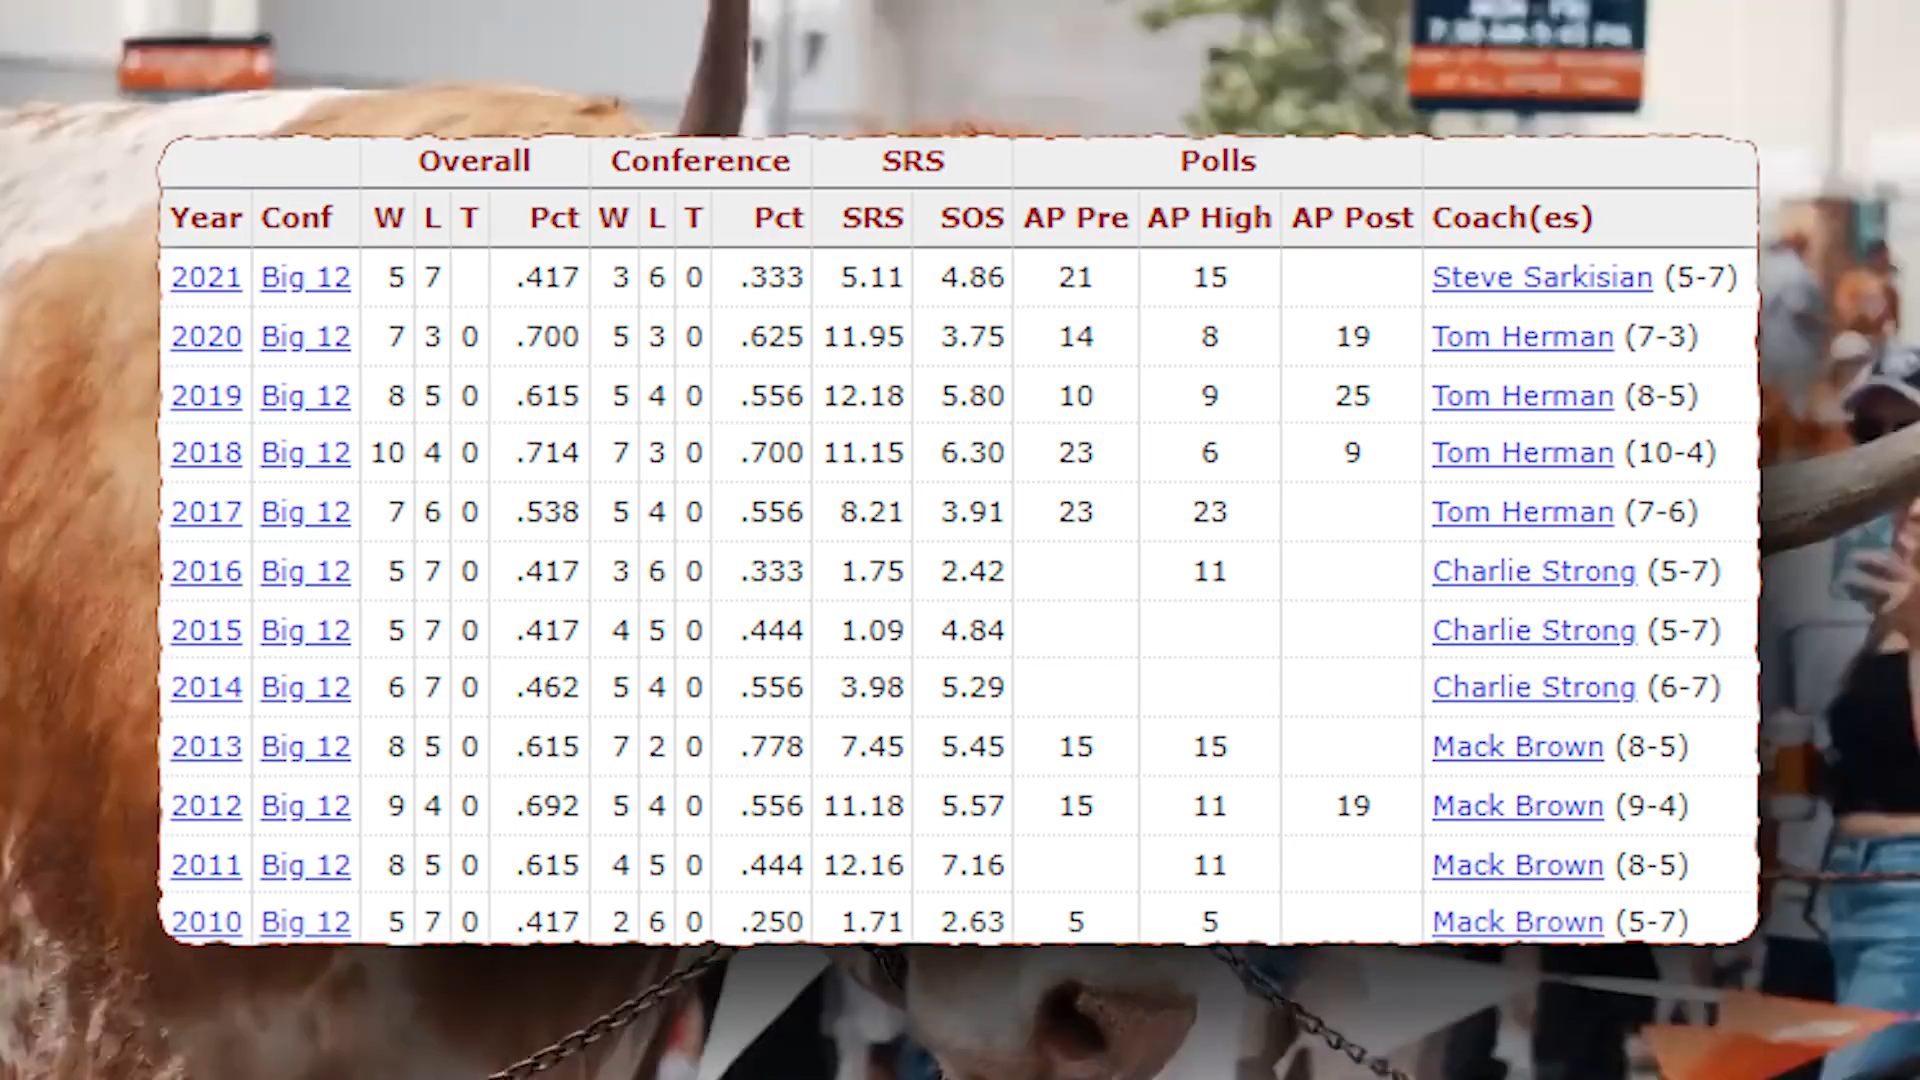 Overall Conference SRS Polls
Year Conf W L T Pct W L T Pct SRS SOS AP Pre AP High AP Post Coach(es)
2021 Big 12 5 7 .417 3 6 0 .333 5.11 4.86 21 15 Steve Sarkisian (5-7)
2020 Big 12 7 3 0 .700 5 3 0 .625 11.95 3.75 14 8 19 Tom Herman (7-3)
2019 Big 12 8 5 0 .615 5 4 0 .556 12.18 5.80 10 9 25 Tom Herman (8-5)
2018 Big 12 10 4 0 .714 7 3 0 .700 11.15 6.30 23 6 9 Tom Herman (10-4)
2017 Big 12 7 6 0 .538 5 4 0 .556 8.21 3.91 23 23 Tom Herman (7-6)
2016 Big 12 5 7 0 .417 3 6 0 .333 1.75 2.42 11 Charlie Strong (5-7)
2015 Big 12 5 7 0 .417 4 5 0 .444 1.09 4.84 Charlie Strong (5-7)
2014 Big 12 6 7 0 .462 5 4 0 .556 3.98 5.29 Charlie Strong (6-7)
2013 Big 12 8 5 0 .615 7 2 0 .778 7.45 5.45 15 15 Mack Brown (8-5)
2012 Big 12 9 4 0 .692 5 4 0 .556 11.18 5.57 15 11 19 Mack Brown (9-4)
2011 Big 12 8 5 0 .615 4 5 0 .444 12.16 7.16 11 Mack Brown (8-5)
2010 Big 12 5 7 0 .417 2 6 0 .250 1.71 2.63 5 5 Mack Brown (5-7)